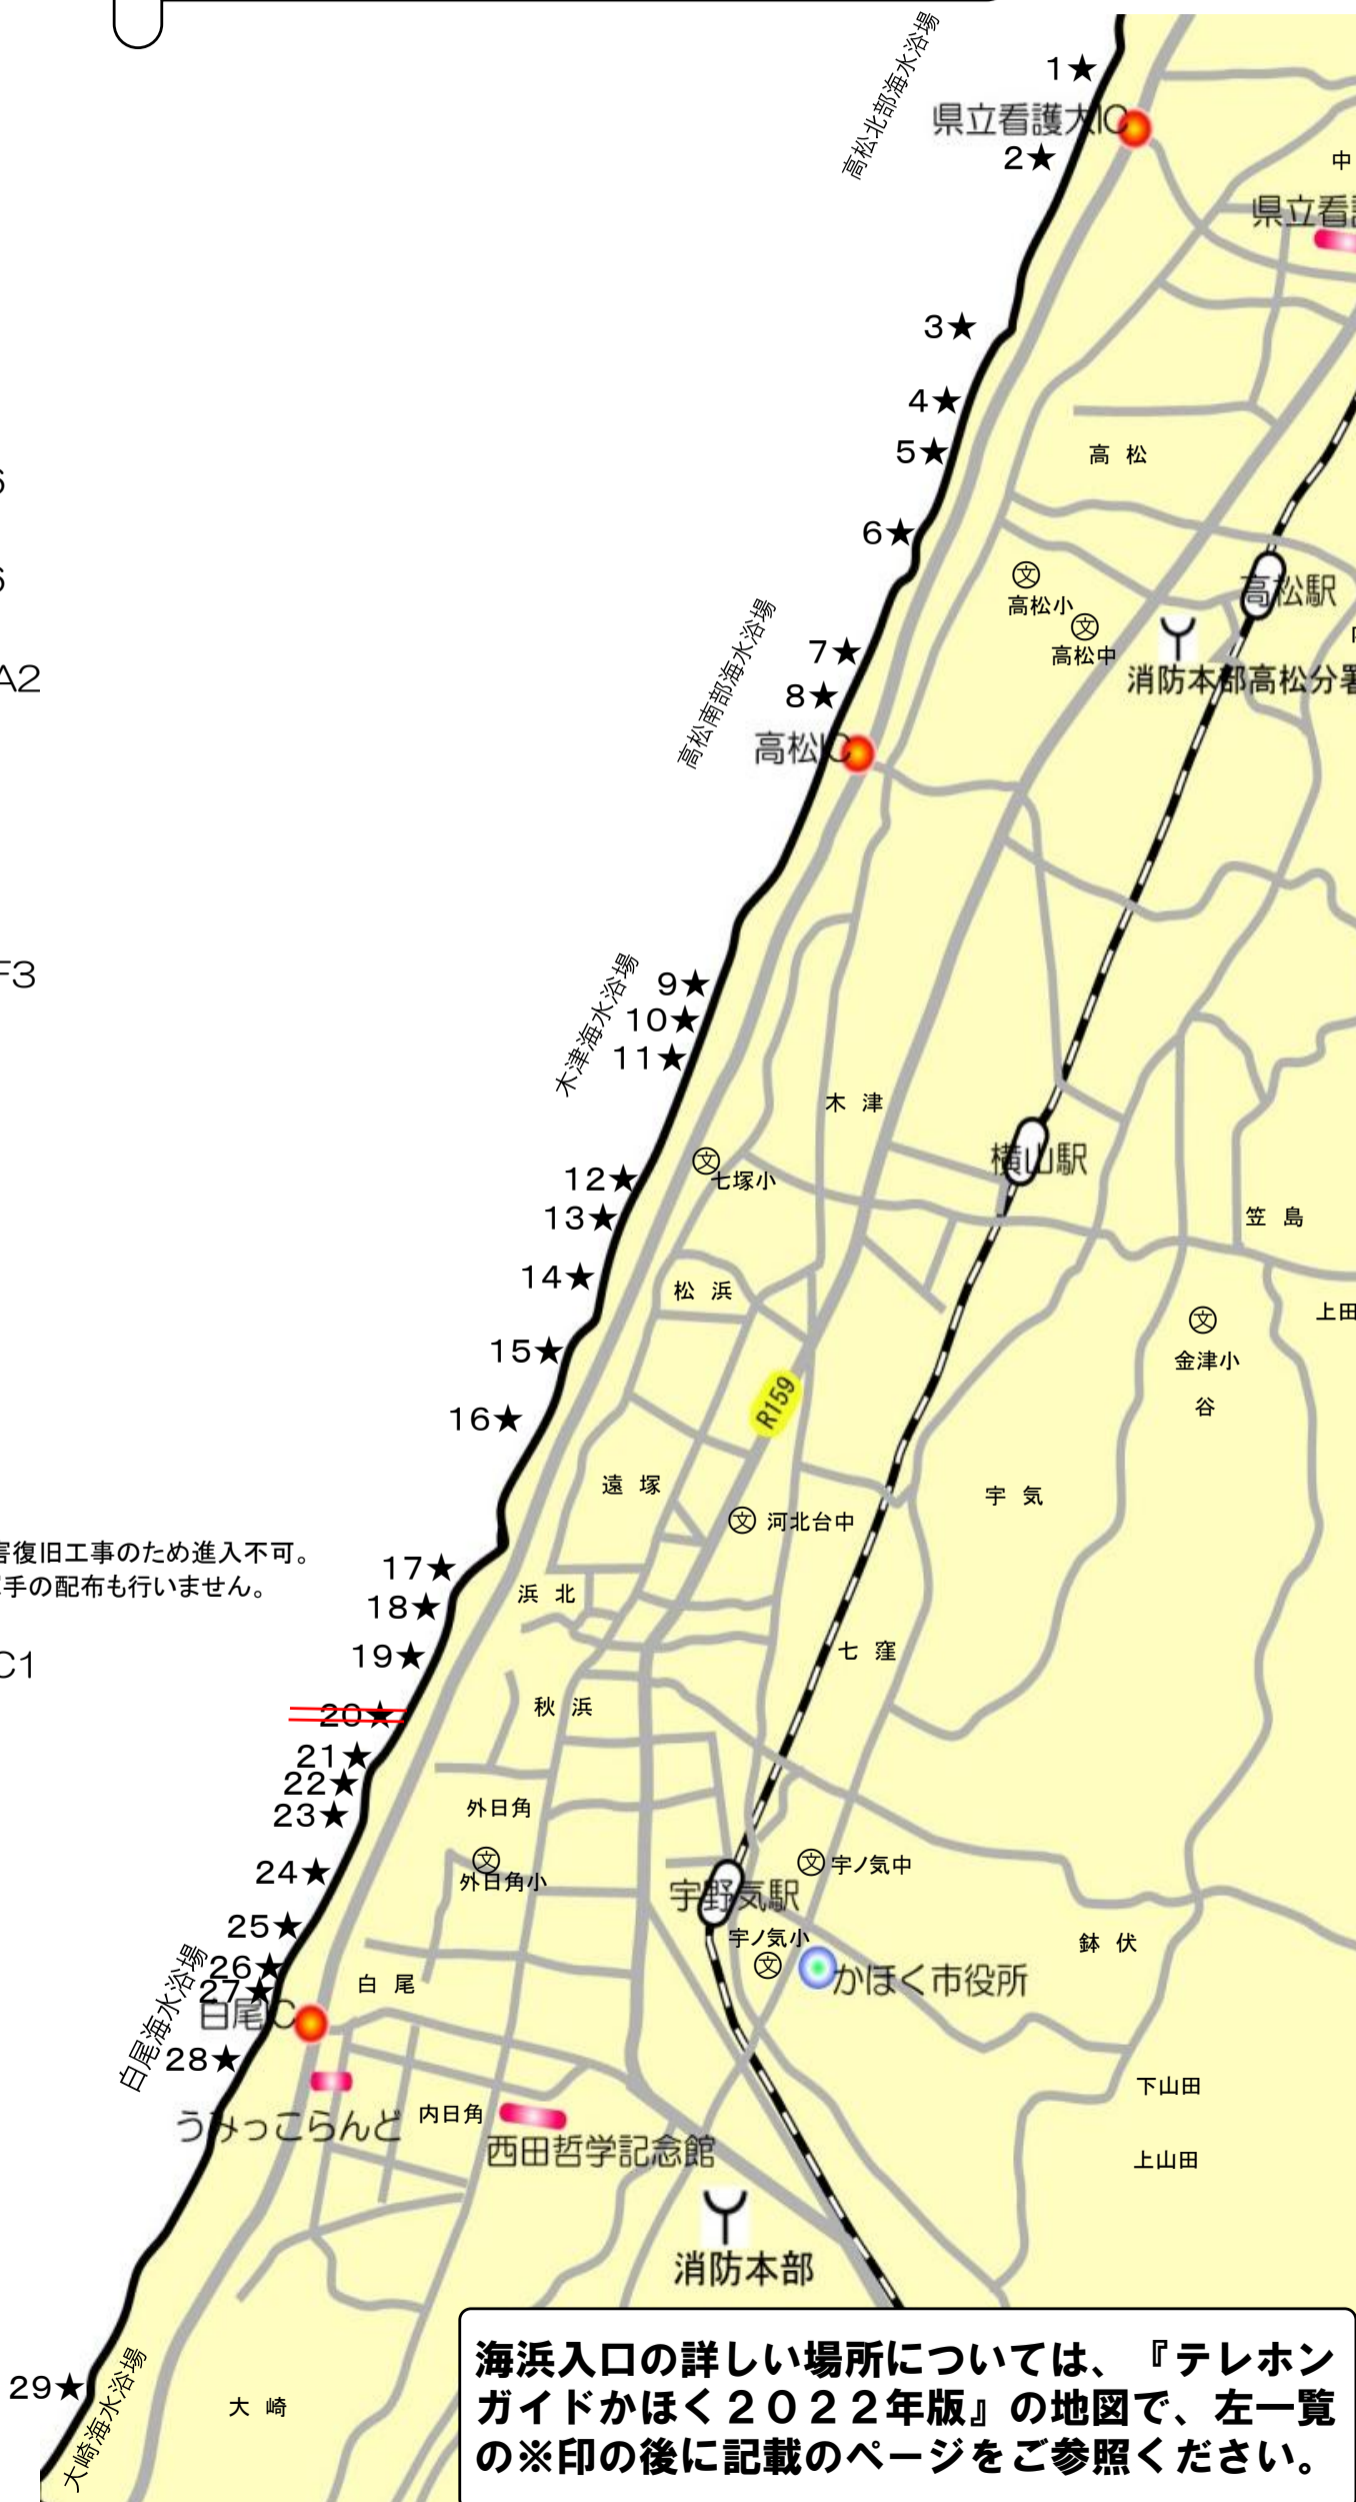 高松北部海水浴場
1★
県立看護大IC
2★
中
県立看
3★
4★
高 松
5★
6
6★
高松小
高松駅
6
高松中
高松南部海水浴場
7★
消防本部高松分署
A2
8★
高松IC
F3
木津海水浴場
9★
10★
11★
木 津
横山駅
12★
七塚小
13★
笠 島
14★
松 浜
上田
15★
金津小
R159
谷
16★
遠 塚
宇 気
河北台中
害復旧工事のため進入不可。
17★
手の配布も行いません。
浜 北
18★
七 窪
19★
C1
秋 浜
20★
21★
22★
外日角
23★
宇ノ気中
24★
外日角小
宇野気駅
25★
宇ノ気小
鉢 伏
白尾海水浴場
26★
かほく市役所
27★
白 尾
白尾IC
28★
下山田
うみっこらんど
内日角
西田哲学記念館
上山田
消防本部
29★
大崎海水浴場
大 崎
海浜入口の詳しい場所については、『テレホン
ガイドかほく２０２２年版』の地図で、左一覧
の※印の後に記載のページをご参照ください。